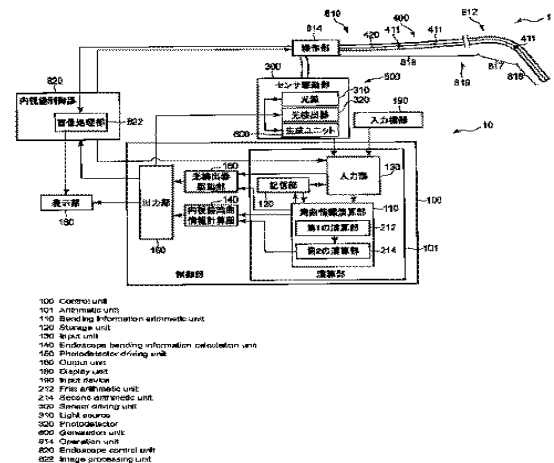 810
814
操作部
400
420
411
411
812
411
818
819
817
816
300
500
センサ駆動部
光源
310
光検出器
320
600
生成ユニット
190
入力機器
820
内視鏡制御部
画像処理部
822
10
表示部
180
出力部
160
150
光検出器
駆動部
140
内視鏡湾曲
情報計算部
記憶部
120
入力部
130
湾曲情報演算部
110
第1の演算部
212
第2の演算部
214
100
101
制御部
演算部
100 Control unit
101 Arithmetic unit
110 Bending information arithmetic unit
120 Storage unit
130 Input unit
140 Endoscope bending information calculation unit
150 Photodetector driving unit
160 Output unit
180 Display unit
190 Input device
212 First arithmetic unit
214 Second arithmetic unit
300 Sensor driving unit
310 Light source
320 Photodetector
600 Generation unit
814 Operation unit
820 Endoscope control unit
822 Image processing unit